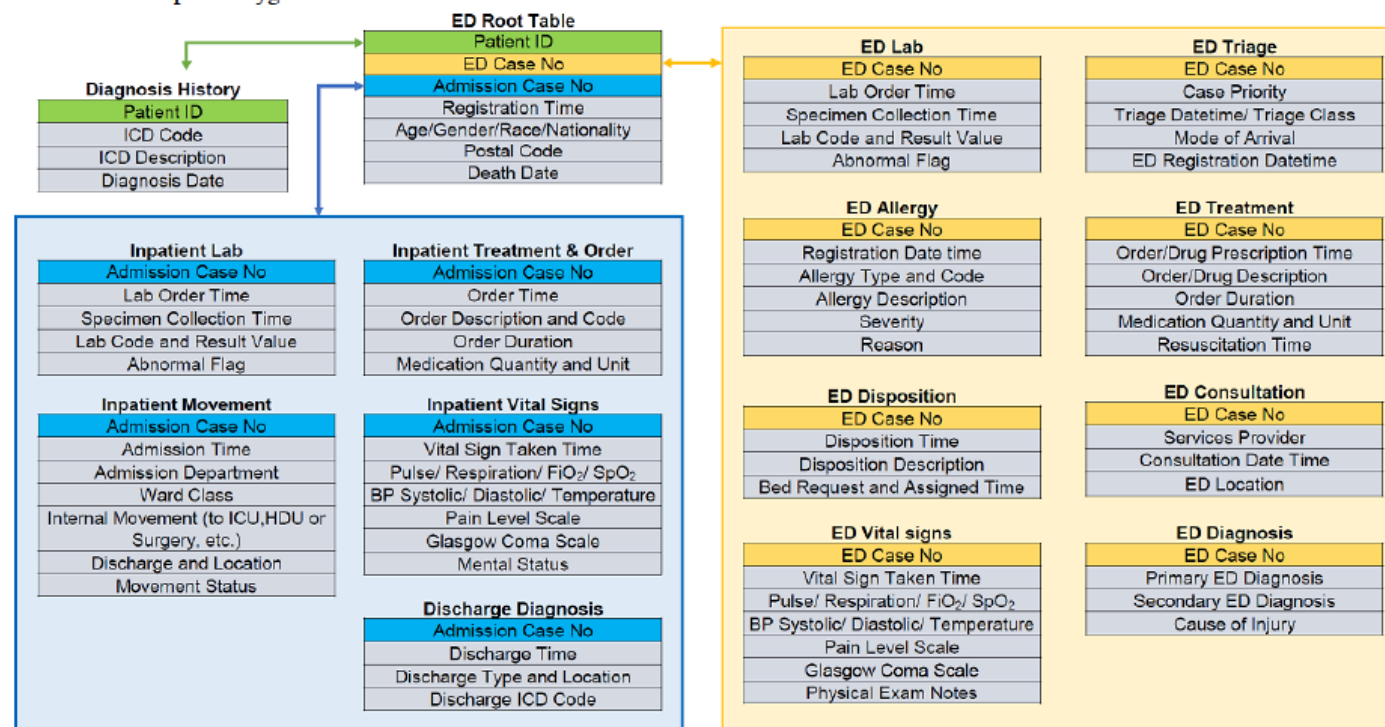 ED Root Table
Patient ID
ED Case No
Admission Case No
Registration Time
Age/Gender/Race/Nationality
Postal Code
Death Date
Diagnosis History
Patient ID
ICD Code
ICD Description
Diagnosis Date
Inpatient Lab
Admission Case No
Lab Order Time
Specimen Collection Time
Lab Code and Result Value
Abnormal Flag
Inpatient Treatment & Order
Admission Case No
Order Time
Order Description and Code
Order Duration
Medication Quantity and Unit
Inpatient Movement
Admission Case No
Admission Time
Admission Department
Ward Class
Internal Movement (to ICU,HDU or
Surgery, etc.)
Discharge and Location
Movement Status
Inpatient Vital Signs
Admission Case No
Vital Sign Taken Time
Pulse/ Respiration/ FiO₂/ SpO₂
BP Systolic/ Diastolic/ Temperature
Pain Level Scale
Glasgow Coma Scale
Mental Status
Discharge Diagnosis
Admission Case No
Discharge Time
Discharge Type and Location
Discharge ICD Code
ED Lab
ED Case No
Lab Order Time
Specimen Collection Time
Lab Code and Result Value
Abnormal Flag
ED Triage
ED Case No
Case Priority
Triage Datetime/ Triage Class
Mode of Arrival
ED Registration Datetime
ED Allergy
ED Case No
Registration Date time
Allergy Type and Code
Allergy Description
Severity
Reason
ED Treatment
ED Case No
Order/Drug Prescription Time
Order/Drug Description
Order Duration
Medication Quantity and Unit
Resuscitation Time
ED Disposition
ED Case No
Disposition Time
Disposition Description
Bed Request and Assigned Time
ED Consultation
ED Case No
Services Provider
Consultation Date Time
ED Location
ED Vital signs
ED Case No
Vital Sign Taken Time
Pulse/ Respiration/ FiO₂/ SpO₂
BP Systolic/ Diastolic/ Temperature
Pain Level Scale
Glasgow Coma Scale
Physical Exam Notes
ED Diagnosis
ED Case No
Primary ED Diagnosis
Secondary ED Diagnosis
Cause of Injury